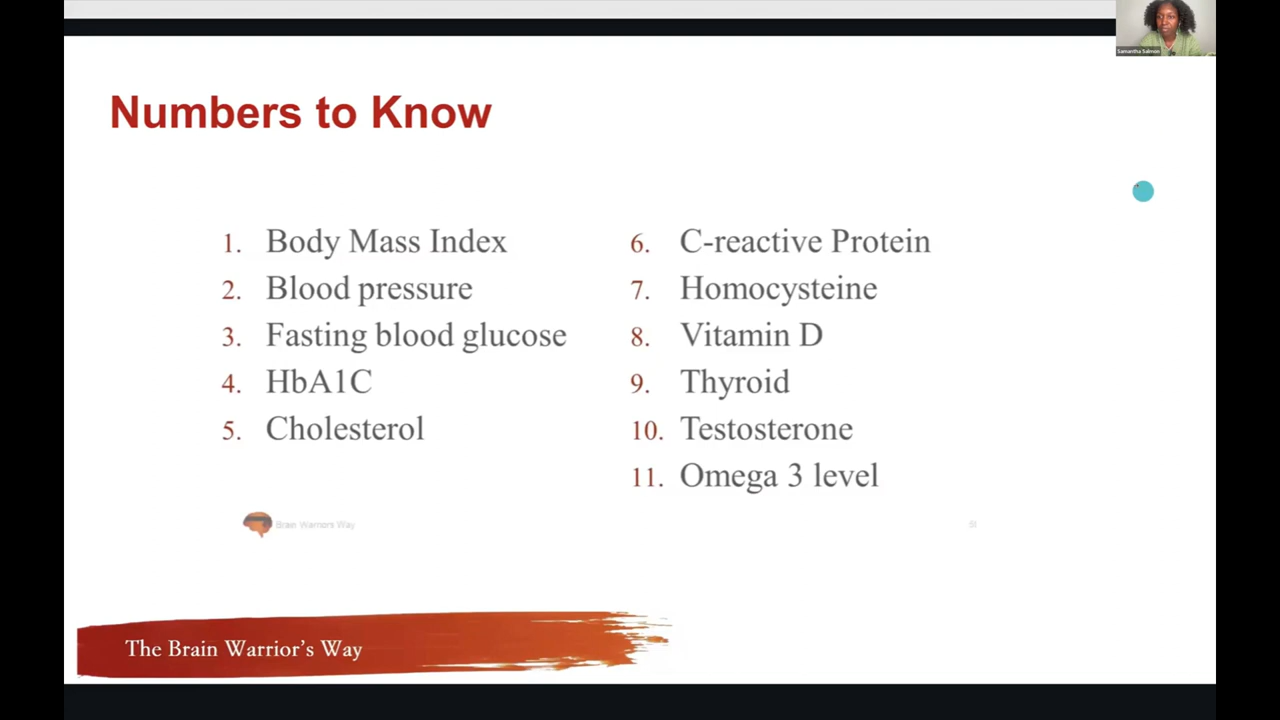 Samantha Salmon
Numbers to Know
1. Body Mass Index
2. Blood pressure
3. Fasting blood glucose
4. HbA1C
5. Cholesterol
6. C-reactive Protein
7. Homocysteine
8. Vitamin D
9. Thyroid
10. Testosterone
11. Omega 3 level
Brain Warriors Way
The Brain Warrior's Way